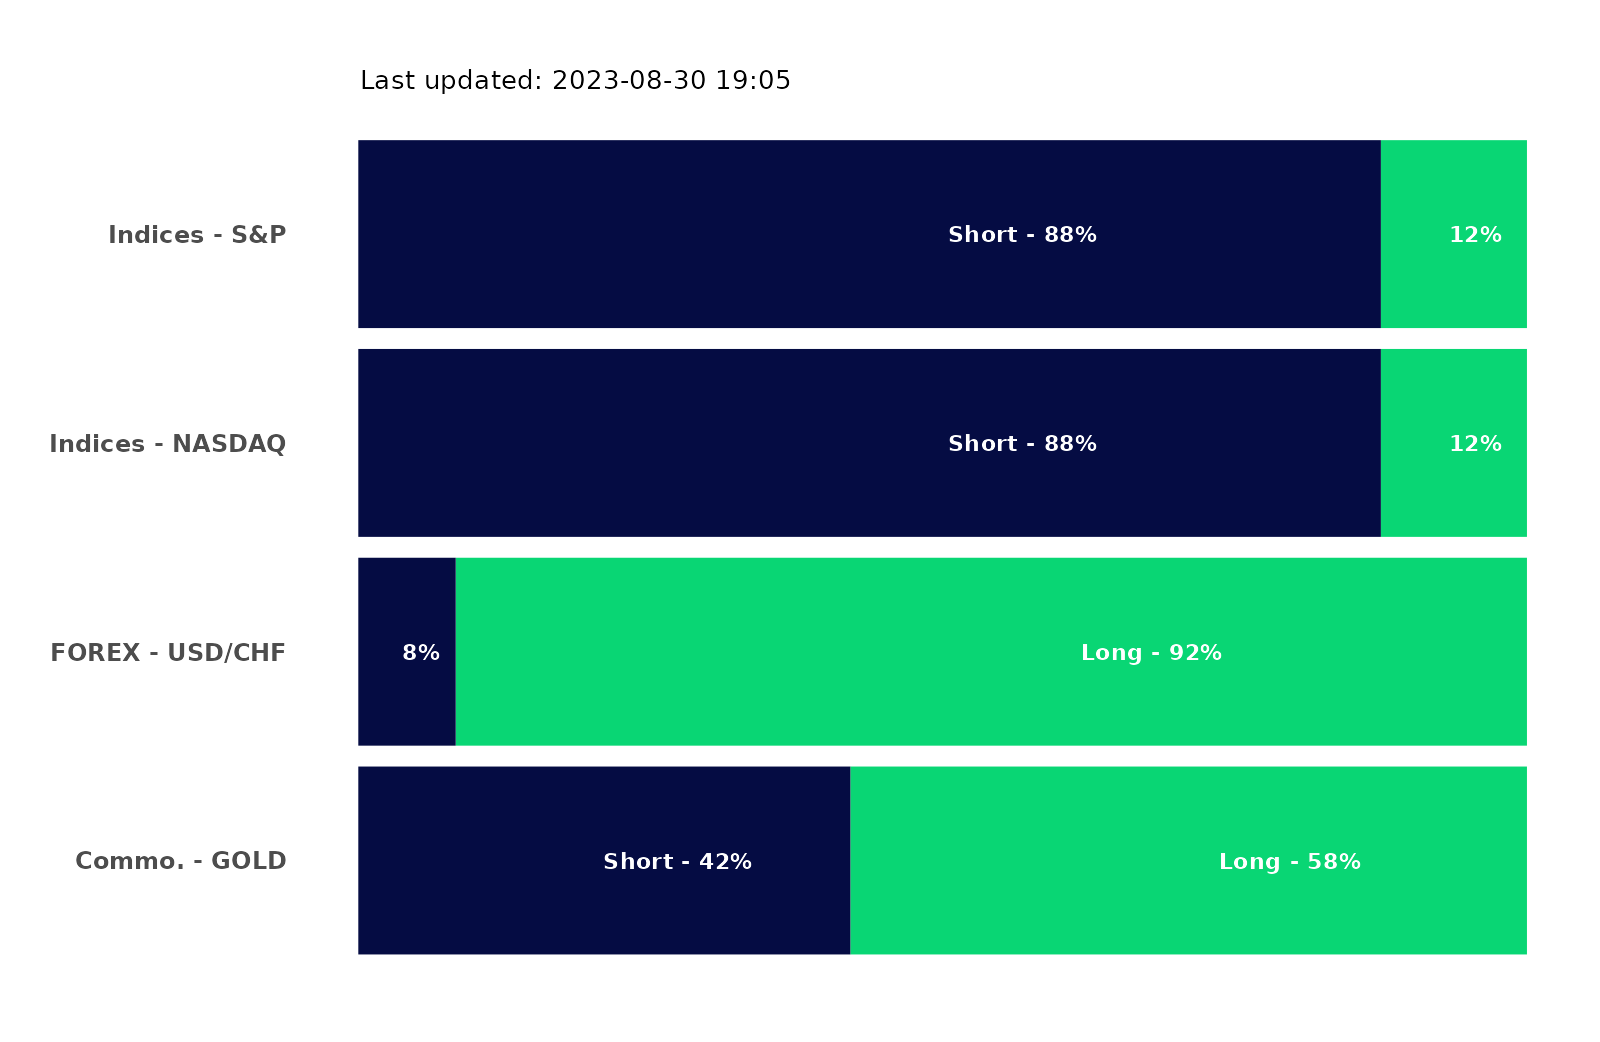 Last updated: 2023-08-30 19:05
Indices - S&P
Short - 88%
12%
Indices - NASDAQ
Short - 88%
12%
FOREX - USD/CHF
8%
Long - 92%
Commo. - GOLD
Short - 42%
Long - 58%